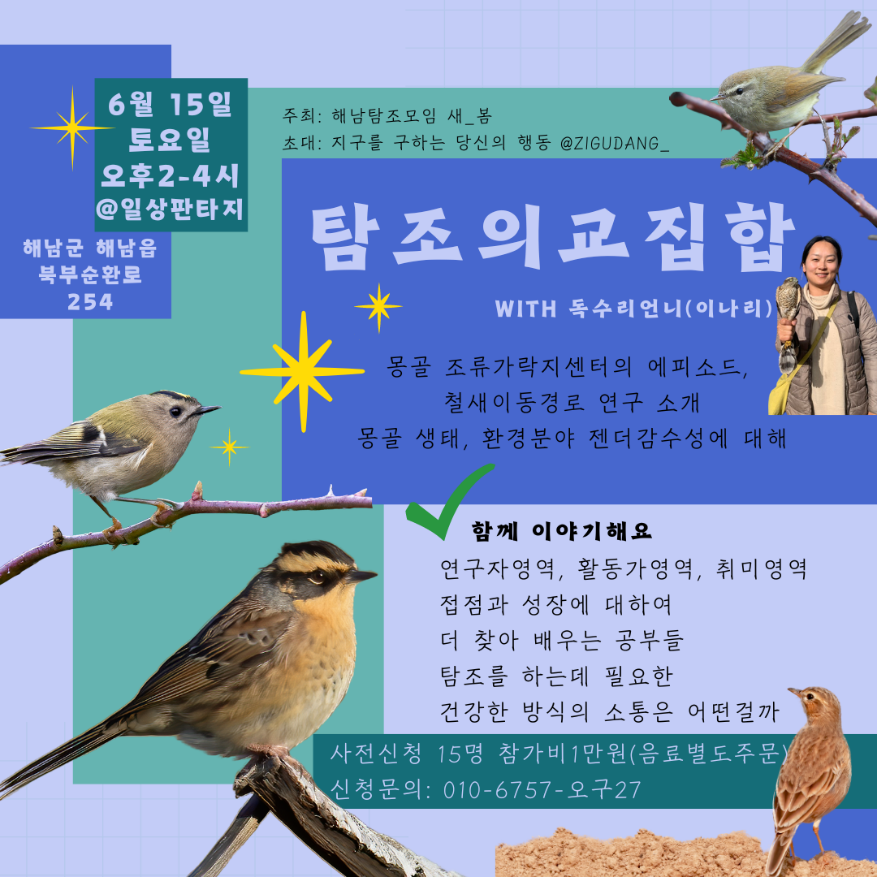 6월 15일
토요일
오후2-4시
@일상판타지
해남군 해남읍
북부순환로
254
주최: 해남탐조모임 새_봄
초대: 지구를 구하는 당신의 행동 @ZIGUDANG_
탐조의교집합
WITH 독수리언니(이나리)
몽골 조류가락지센터의 에피소드,
철새이동경로 연구 소개
몽골 생태, 환경분야 젠더감수성에 대해
함께 이야기해요
연구자영역, 활동가영역, 취미영역
접점과 성장에 대하여
더 찾아 배우는 공부들
탐조를 하는데 필요한
건강한 방식의 소통은 어떤걸까
사전신청 15명 참가비1만원(음료별도주문)
신청문의: 010-6757-오구27